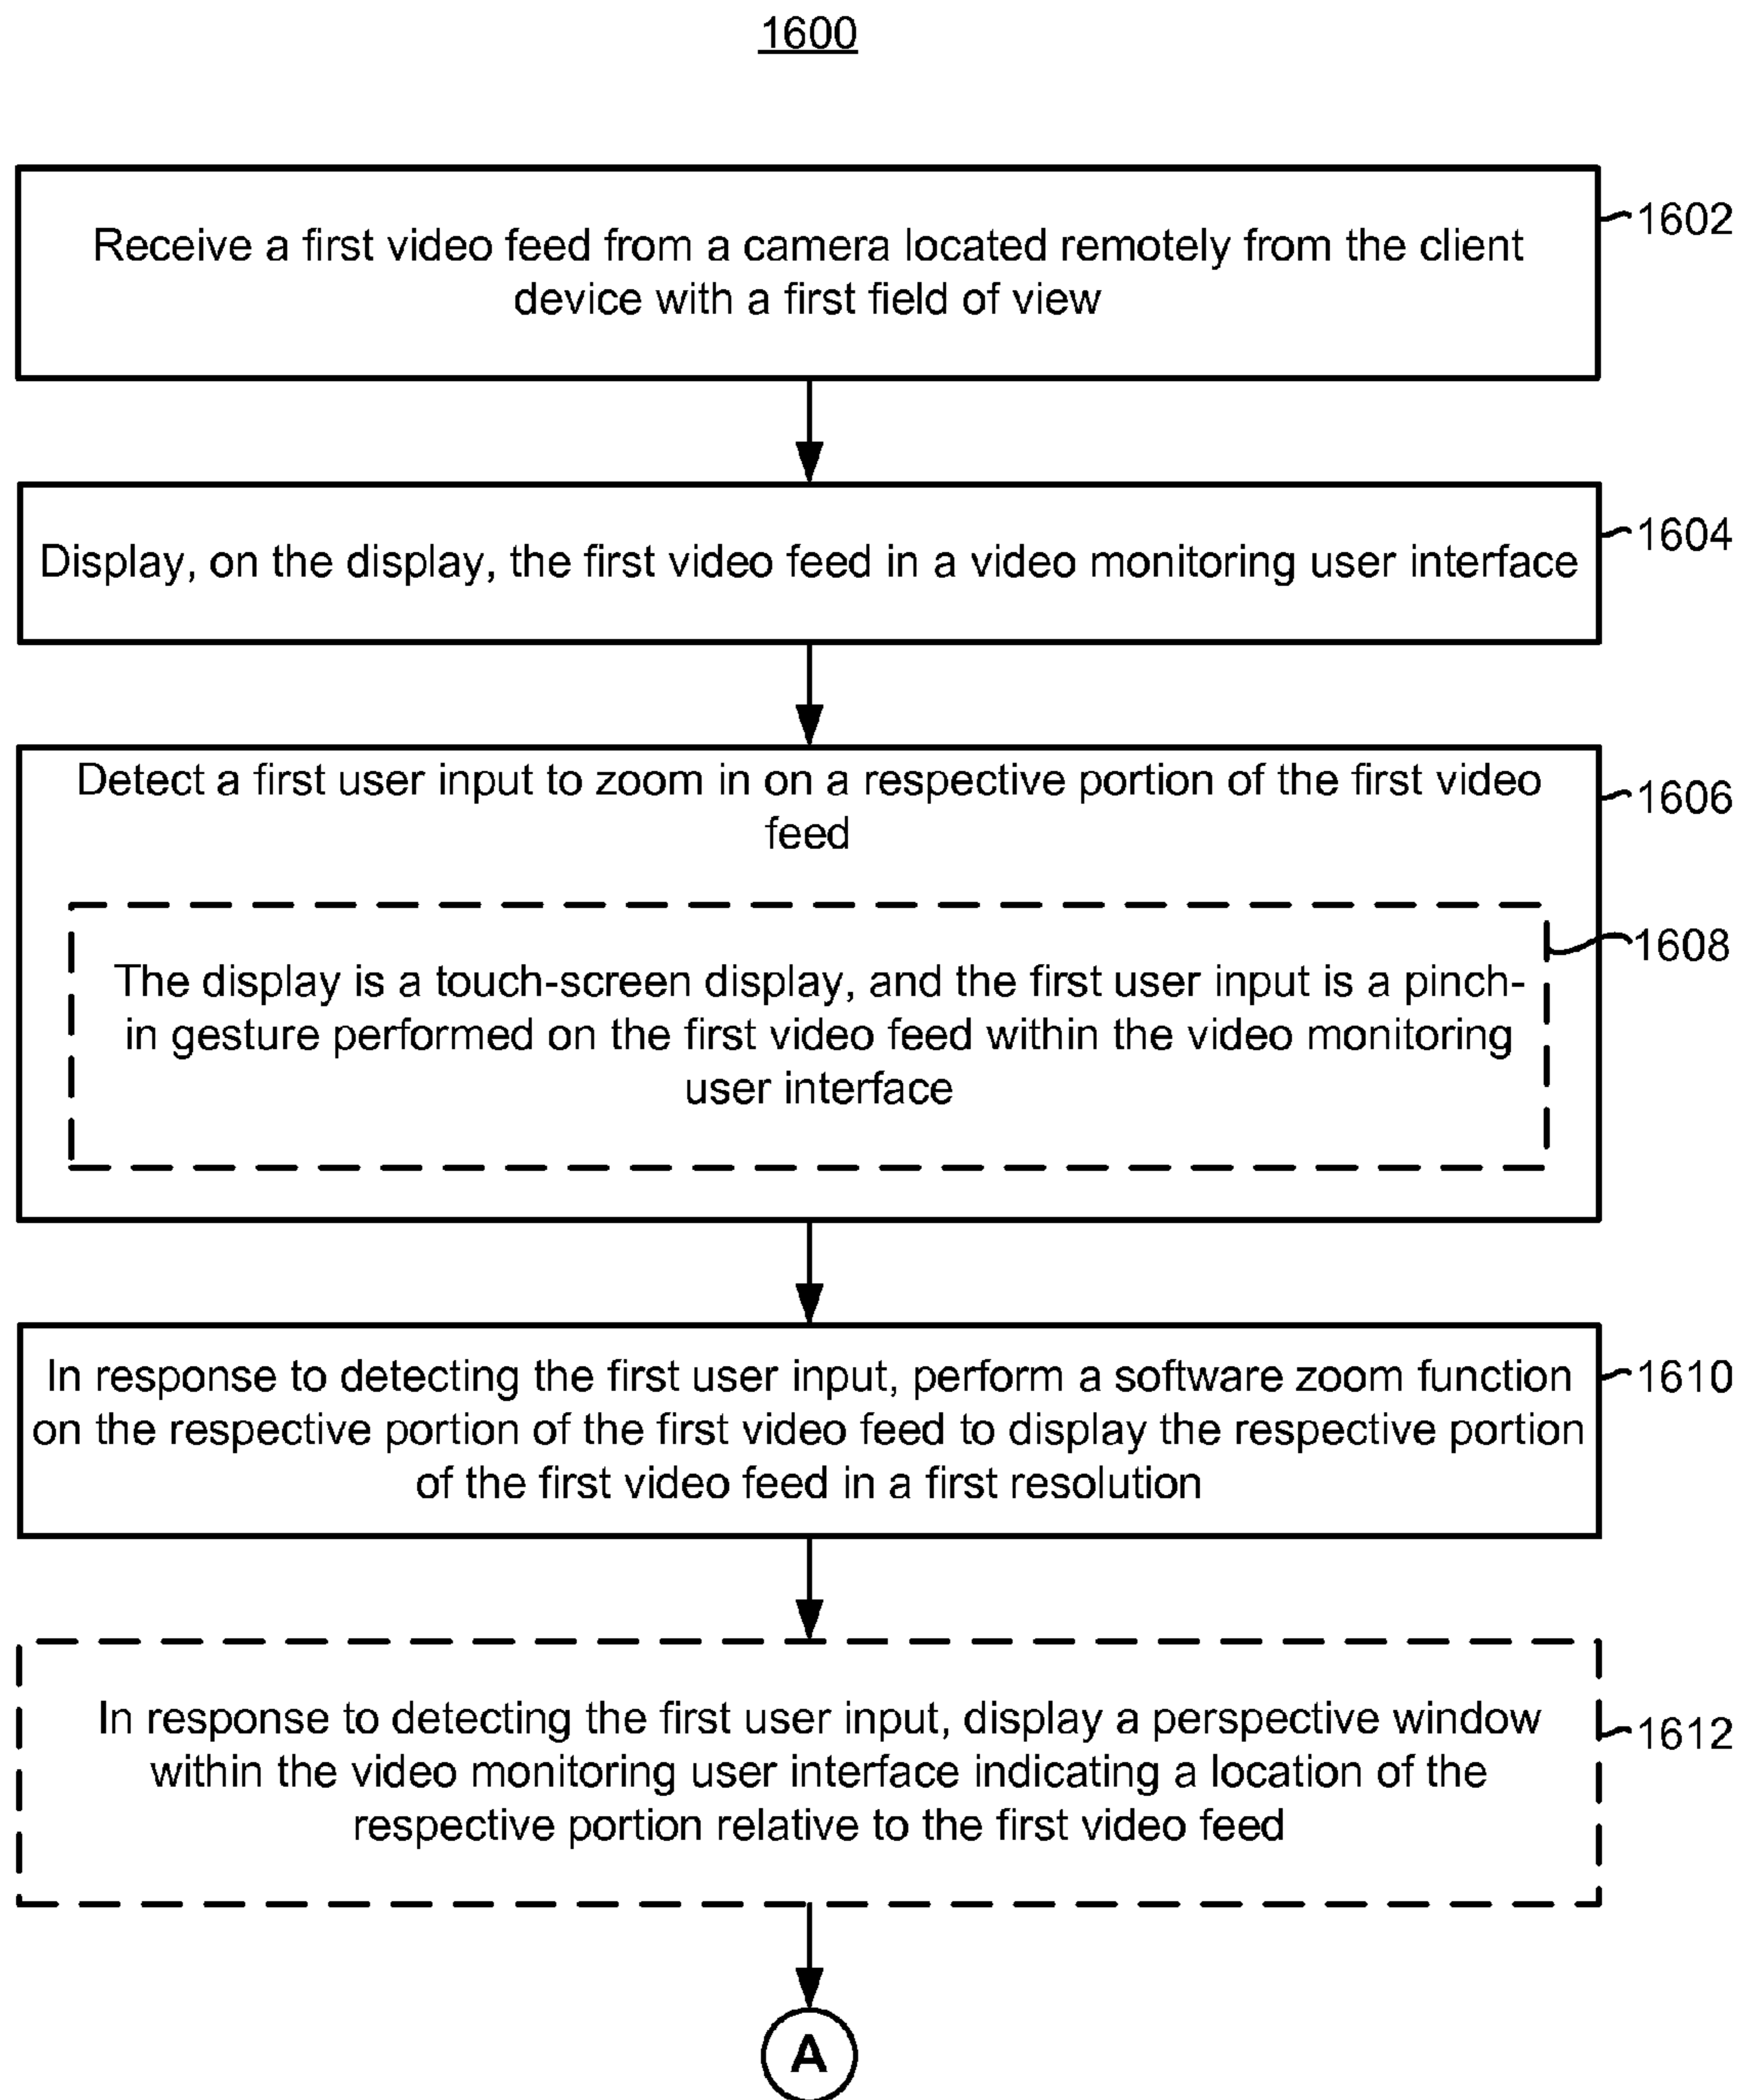 1600
Receive a first video feed from a camera located remotely from the client
device with a first field of view
1602
Display, on the display, the first video feed in a video monitoring user interface
1604
Detect a first user input to zoom in on a respective portion of the first video
feed
1606
The display is a touch-screen display, and the first user input is a pinch-
in gesture performed on the first video feed within the video monitoring
user interface
1608
In response to detecting the first user input, perform a software zoom function
on the respective portion of the first video feed to display the respective portion
of the first video feed in a first resolution
1610
In response to detecting the first user input, display a perspective window
within the video monitoring user interface indicating a location of the
respective portion relative to the first video feed
1612
A